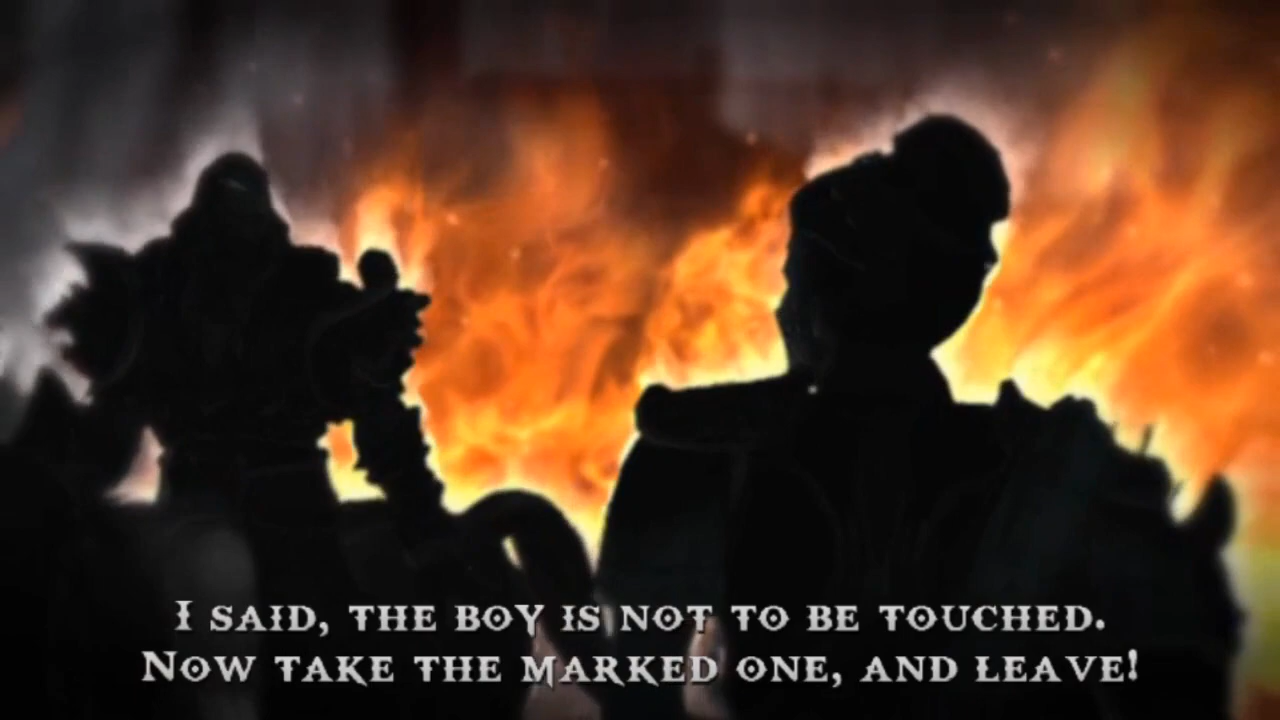 I said, the boy is not to be touched.
Now take the marked one, and leave!